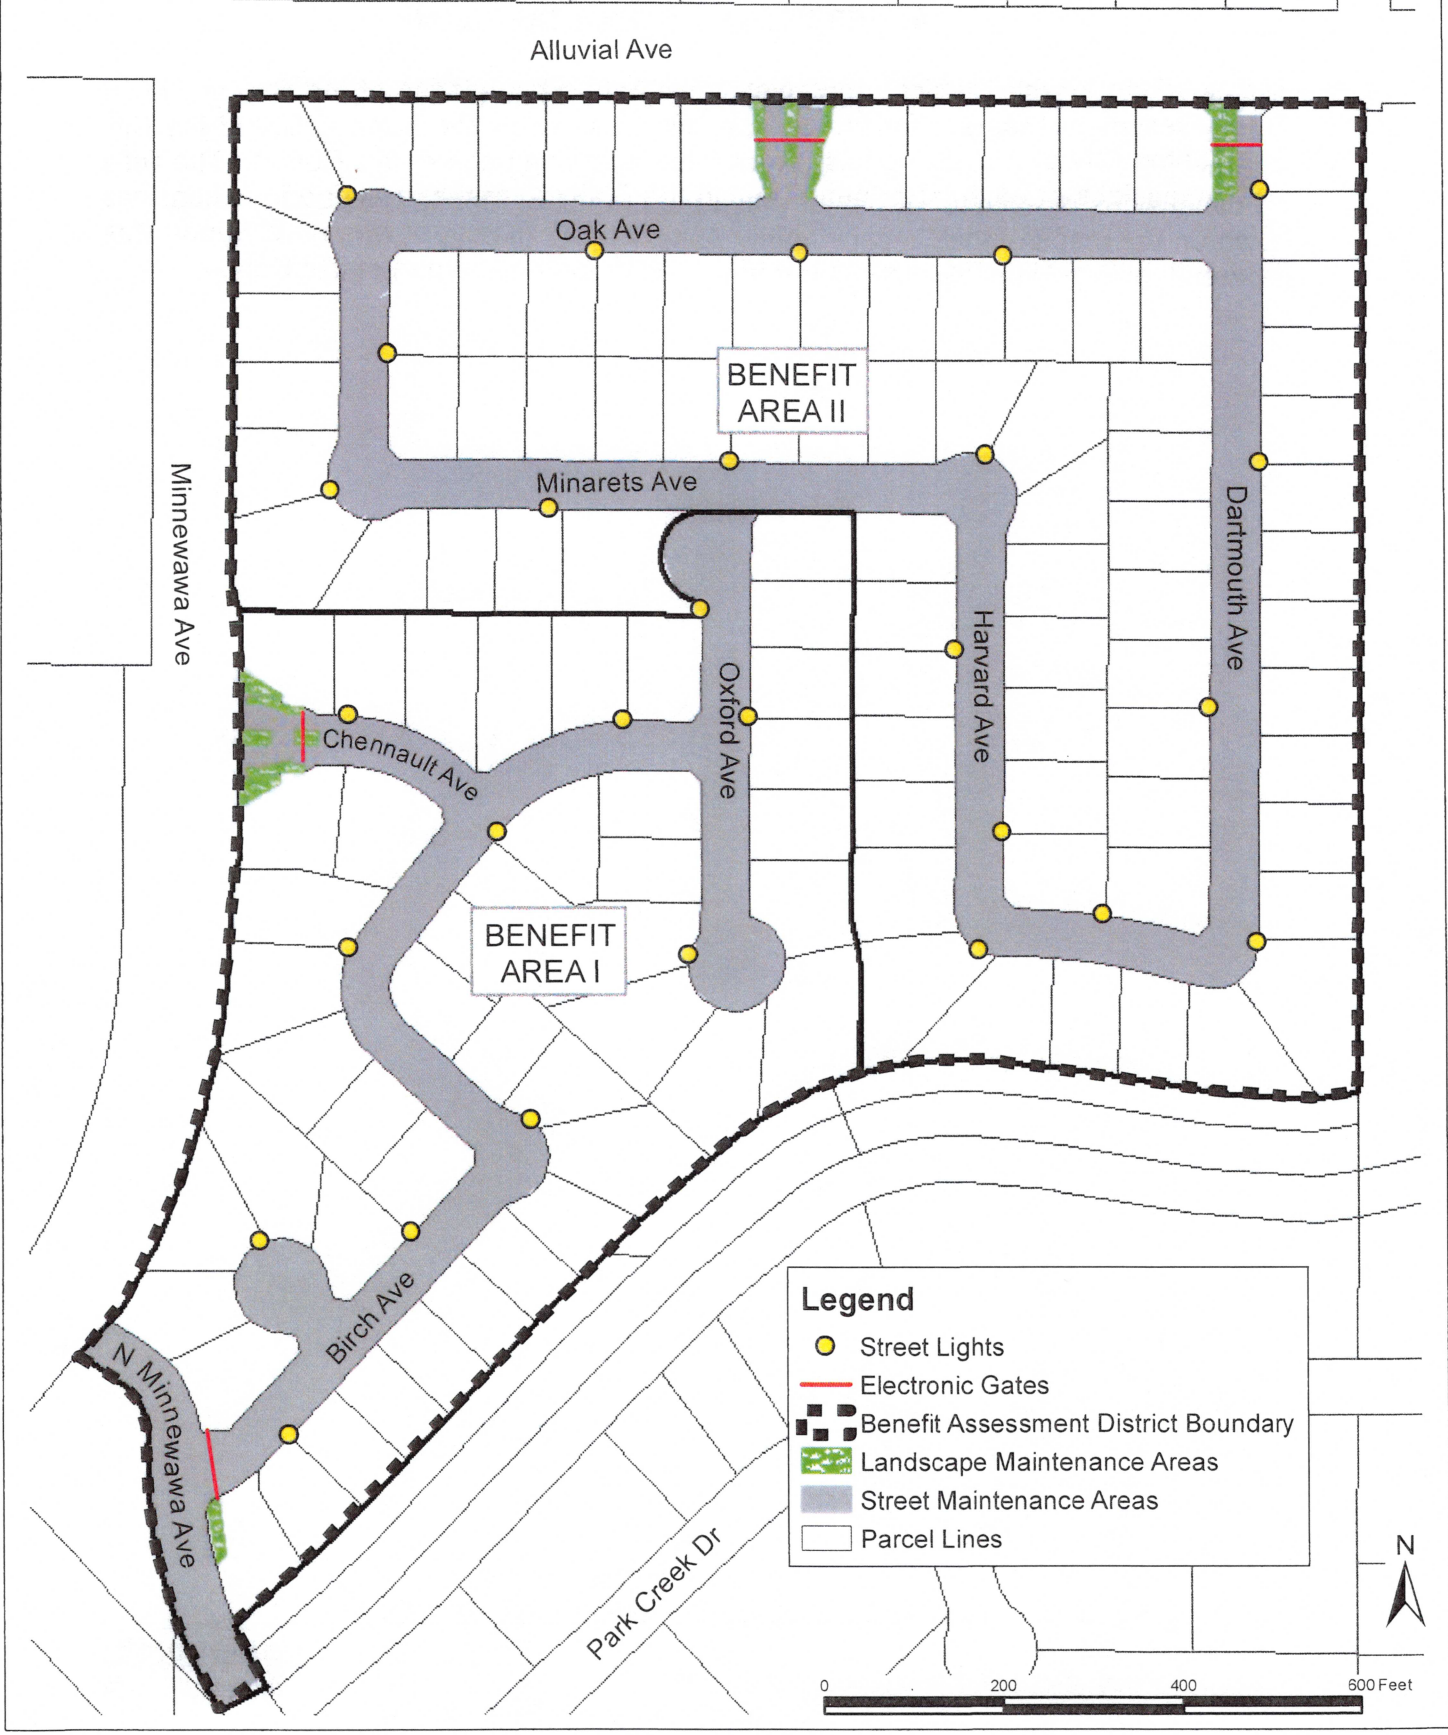 Alluvial Ave
Oak Ave
BENEFIT
AREA II
Minarets Ave
Minnewawa Ave
Dartmouth Ave
Harvard Ave
Oxford Ave
Chennault Ave
BENEFIT
AREA I
Birch Ave
N Minnewawa Ave
Park Creek Dr
Legend
Street Lights
Electronic Gates
Benefit Assessment District Boundary
Landscape Maintenance Areas
Street Maintenance Areas
Parcel Lines
N
0 200 400 600 Feet